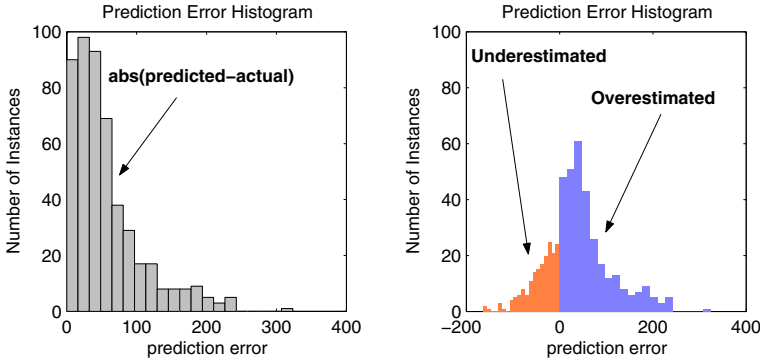 Prediction Error Histogram
Number of Instances
100
80
60
40
20
0
abs(predicted-actual)
0 100 200 300 400
prediction error
Prediction Error Histogram
Number of Instances
100
80
60
40
20
0
Underestimated
Overestimated
−200 0 200 400
prediction error